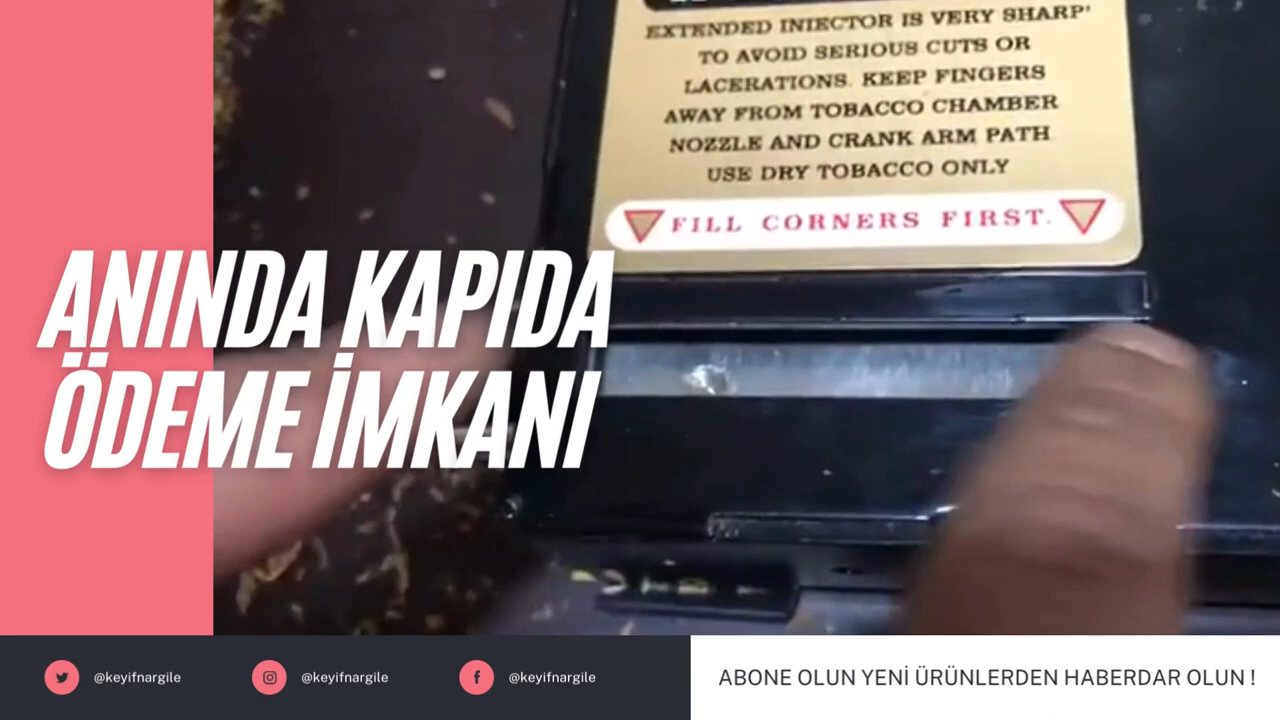 EXTENDED INJECTOR IS VERY SHARP'
TO AVOID SERIOUS CUTS OR
LACERATIONS. KEEP FINGERS
AWAY FROM TOBACCO CHAMBER
NOZZLE AND CRANK ARM PATH
USE DRY TOBACCO ONLY
FILL CORNERS FIRST.
ANINDA KAPIDA
ÖDEME İMKANI
@keyifnargile
@keyifnargile
@keyifnargile
ABONE OLUN YENİ ÜRÜNLERDEN HABERDAR OLUN !